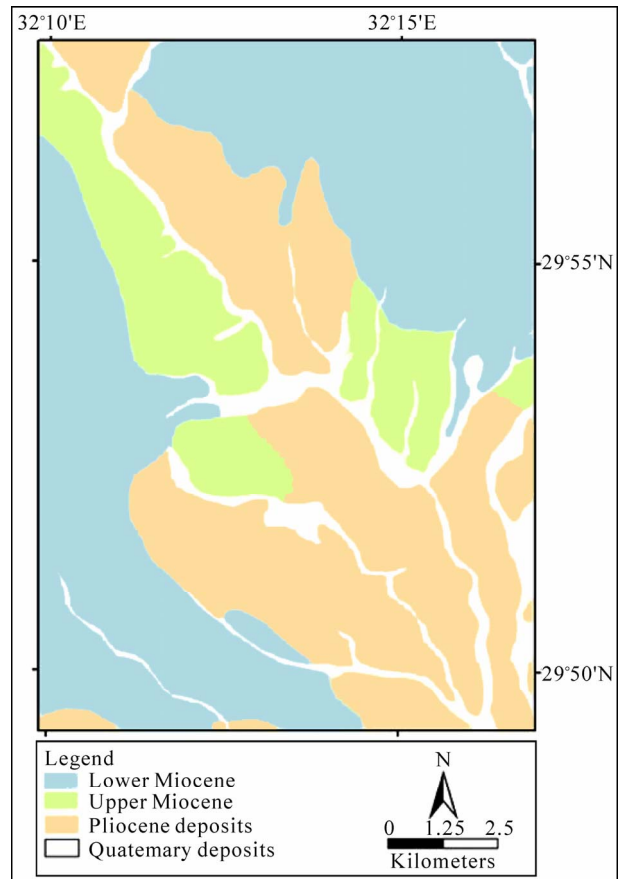 32°10'E 32°15'E
29°55'N
29°50'N
Legend
Lower Miocene
Upper Miocene
Pliocene deposits
Quatemary deposits
N
0 1.25 2.5
Kilometers